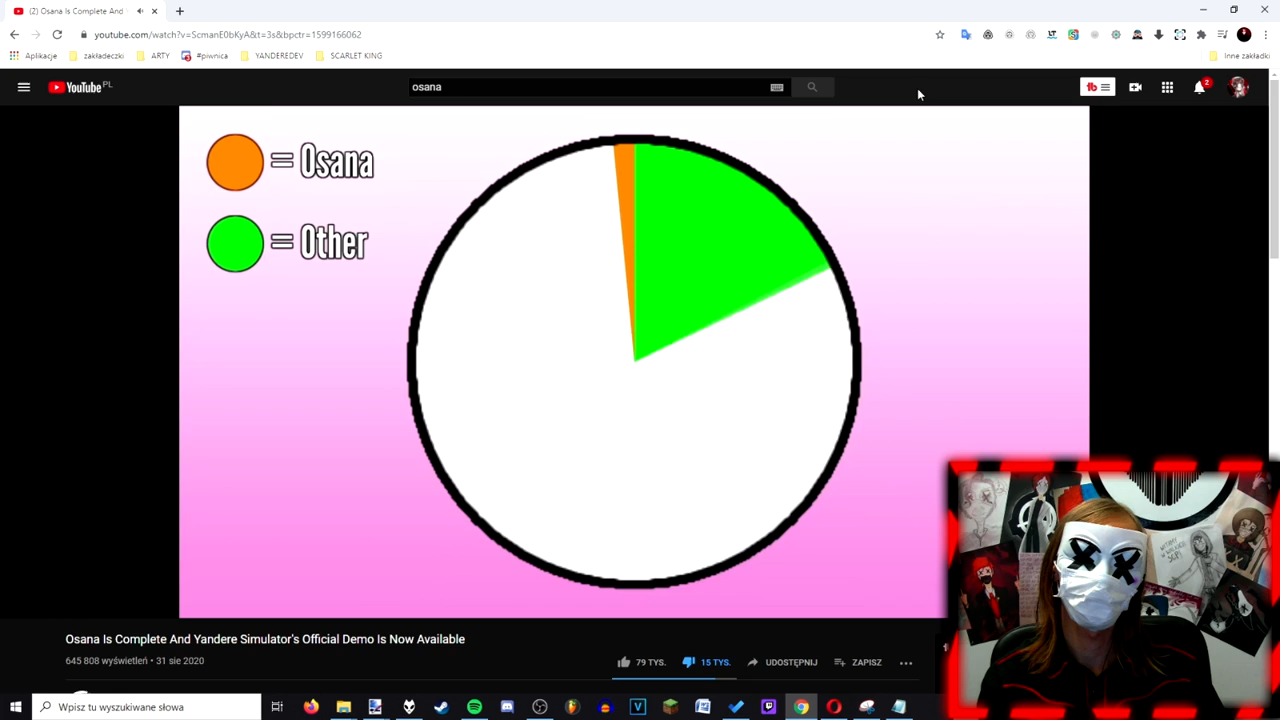 (2) Osana Is Complete And
youtube.com/watch?v=ScmanE0bKyA&t=3s&bpctr=1599166062
Aplikacje zakładeczki ARTY #piwnica YANDEREDEV SCARLET KING Inne zakładki
YouTube PL
osana
2
= Osana
= Other
Osana Is Complete And Yandere Simulator's Official Demo Is Now Available
645 808 wyświetleń • 31 sie 2020
79 TYS. 15 TYS. UDOSTĘPNIJ ZAPISZ
Wpisz tu wyszukiwane słowa